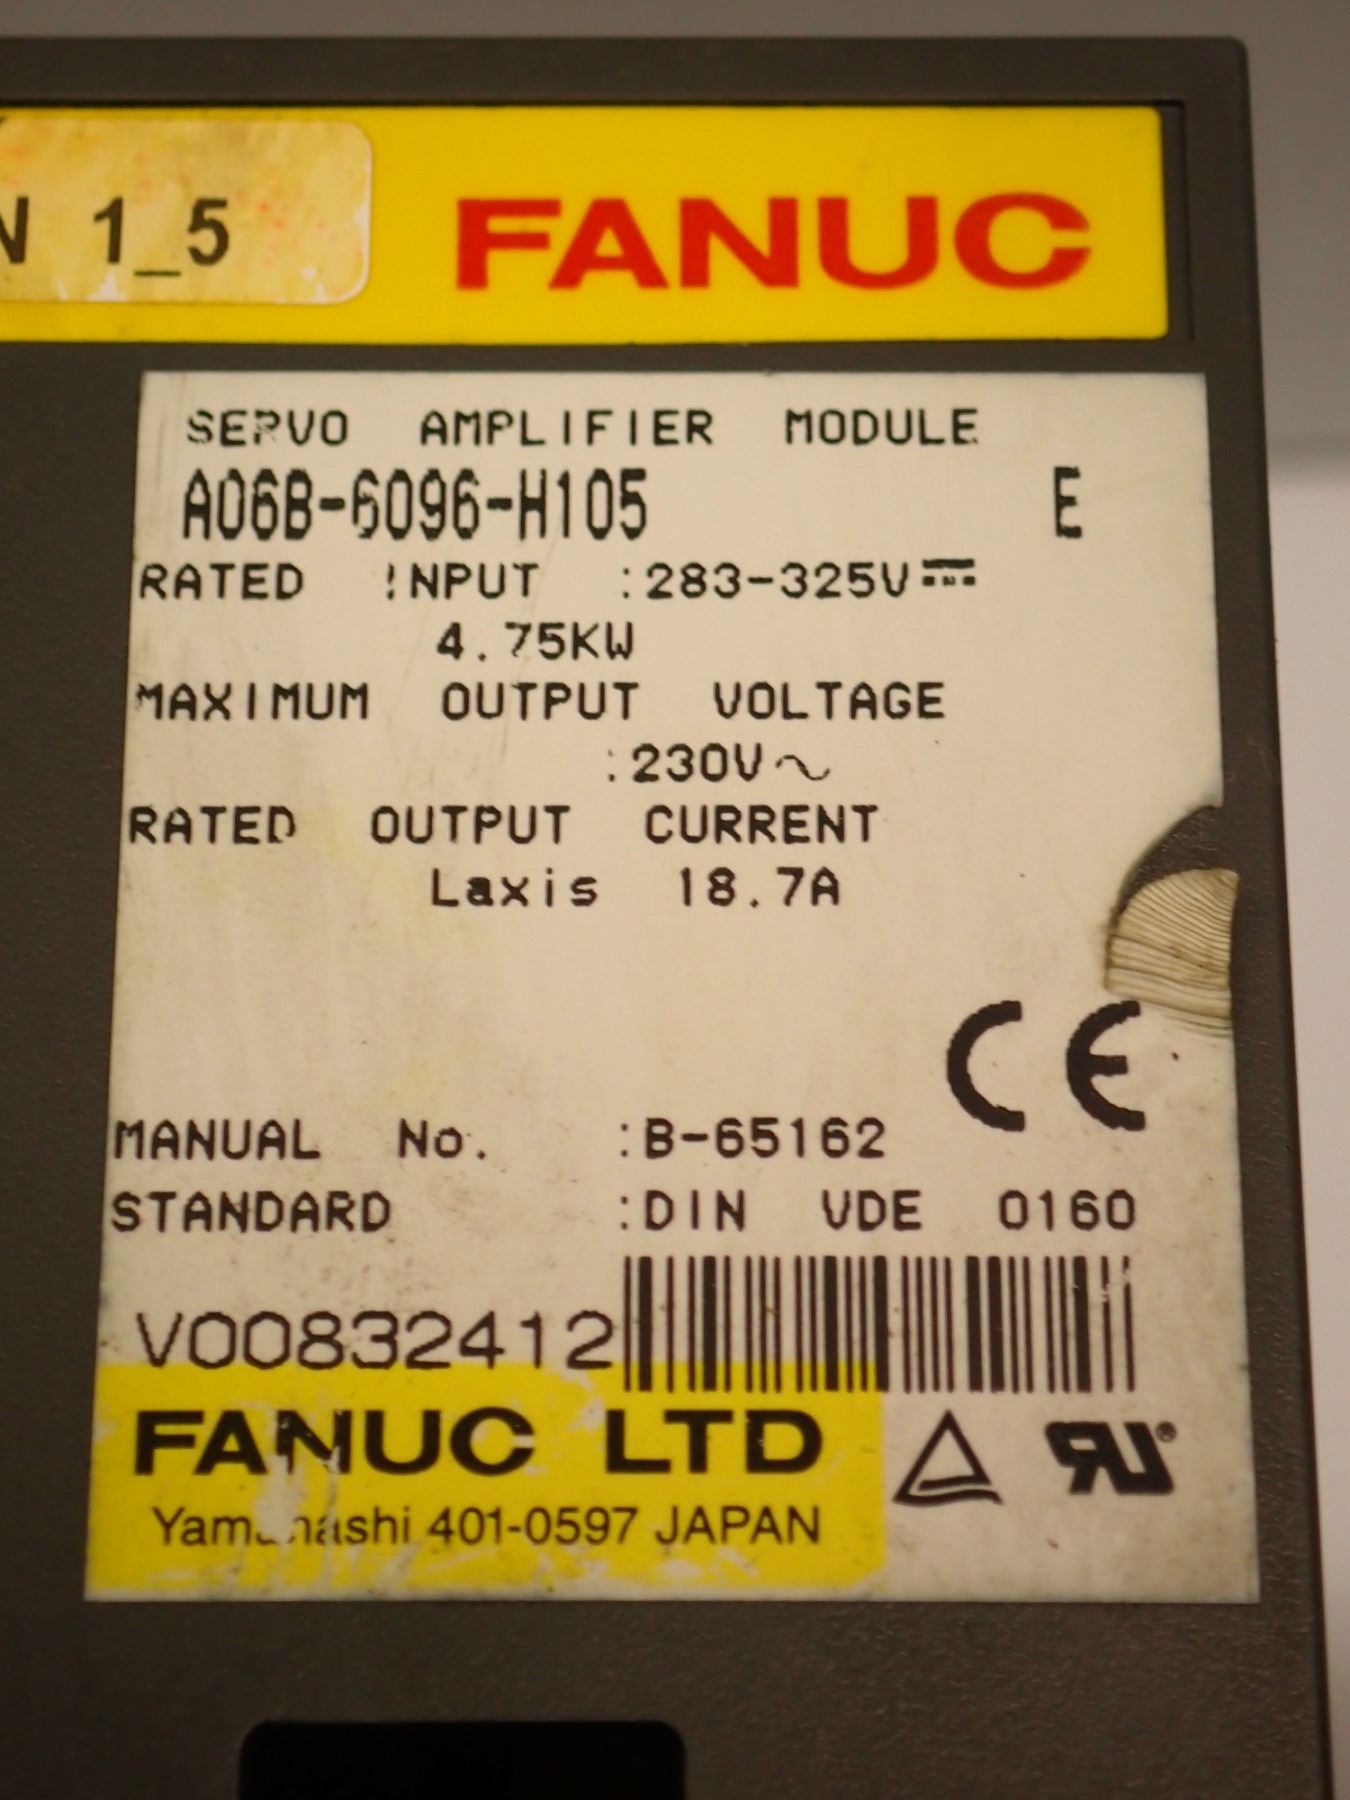 N 1_5
FANUC
SERVO AMPLIFIER MODULE
A06B-6096-H105 E
RATED INPUT :283-325V⎓
4.75KW
MAXIMUM OUTPUT VOLTAGE
:230V~
RATED OUTPUT CURRENT
Laxis 18.7A
CE
MANUAL No. :B-65162
STANDARD :DIN VDE 0160
V00832412
FANUC LTD
Yamanashi 401-0597 JAPAN